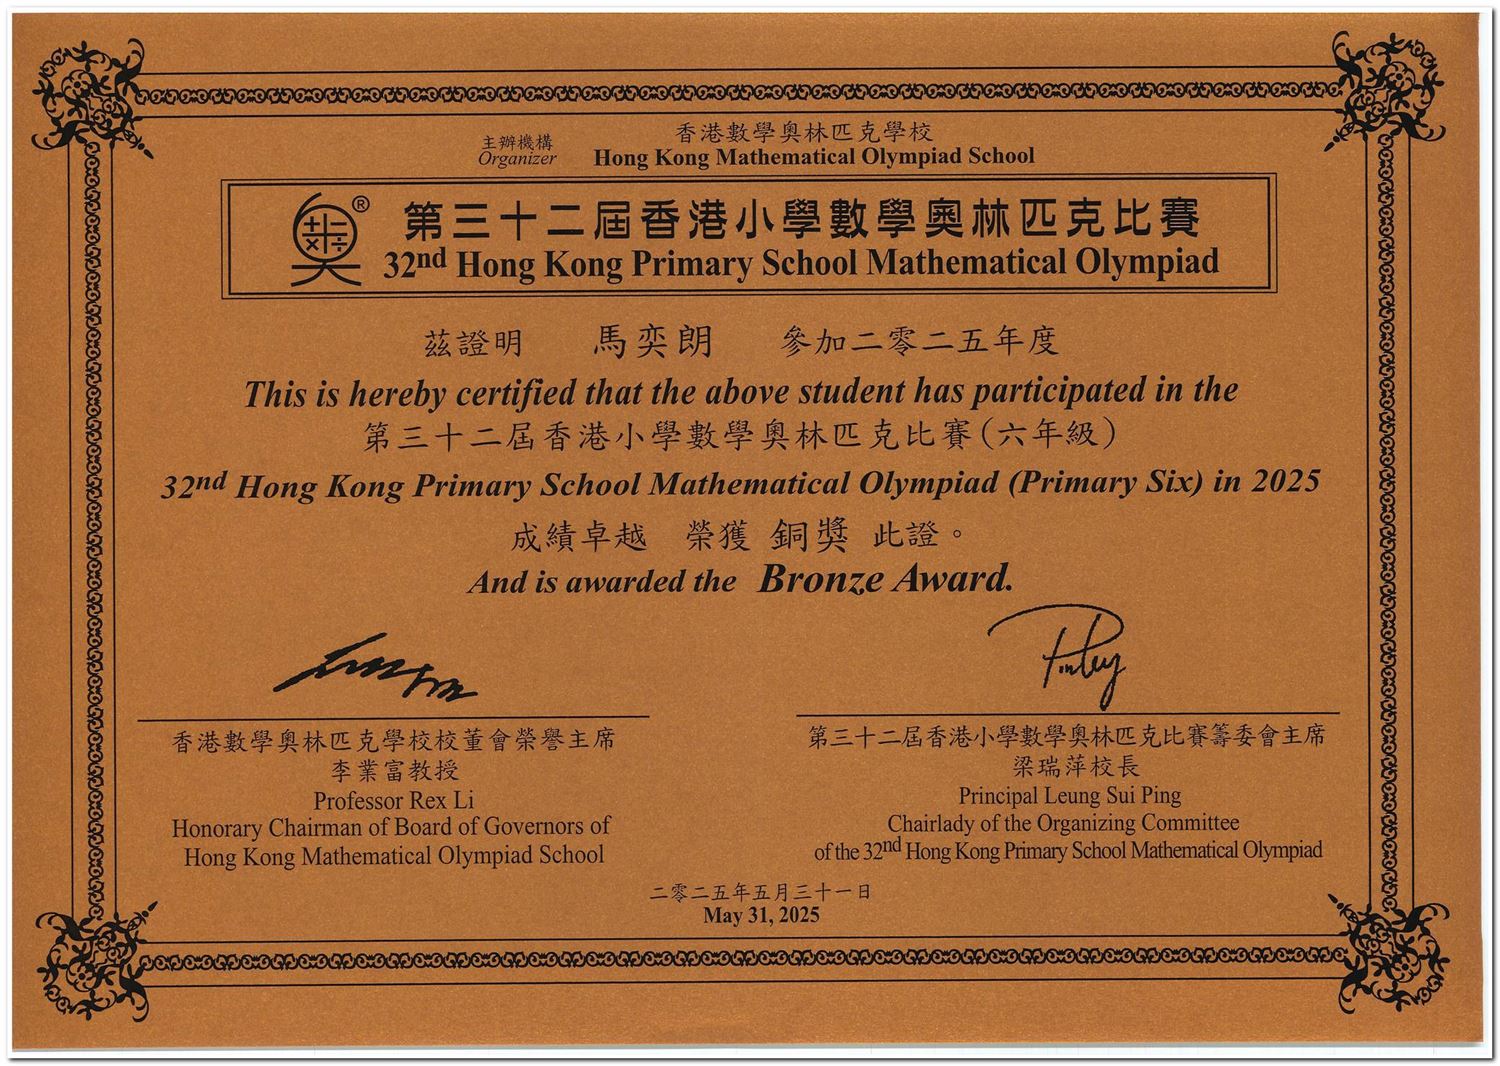 主辦機構
Organizer
香港數學奧林匹克學校
Hong Kong Mathematical Olympiad School
®
第三十二屆香港小學數學奧林匹克比賽
32nd Hong Kong Primary School Mathematical Olympiad
茲證明 馬奕朗 參加二零二五年度
This is hereby certified that the above student has participated in the
第三十二屆香港小學數學奧林匹克比賽(六年級)
32nd Hong Kong Primary School Mathematical Olympiad (Primary Six) in 2025
成績卓越 榮獲 銅獎 此證。
And is awarded the Bronze Award.
香港數學奧林匹克學校校董會榮譽主席
李業富教授
Professor Rex Li
Honorary Chairman of Board of Governors of
Hong Kong Mathematical Olympiad School
第三十二屆香港小學數學奧林匹克比賽籌委會主席
梁瑞萍校長
Principal Leung Sui Ping
Chairlady of the Organizing Committee
of the 32nd Hong Kong Primary School Mathematical Olympiad
二零二五年五月三十一日
May 31, 2025